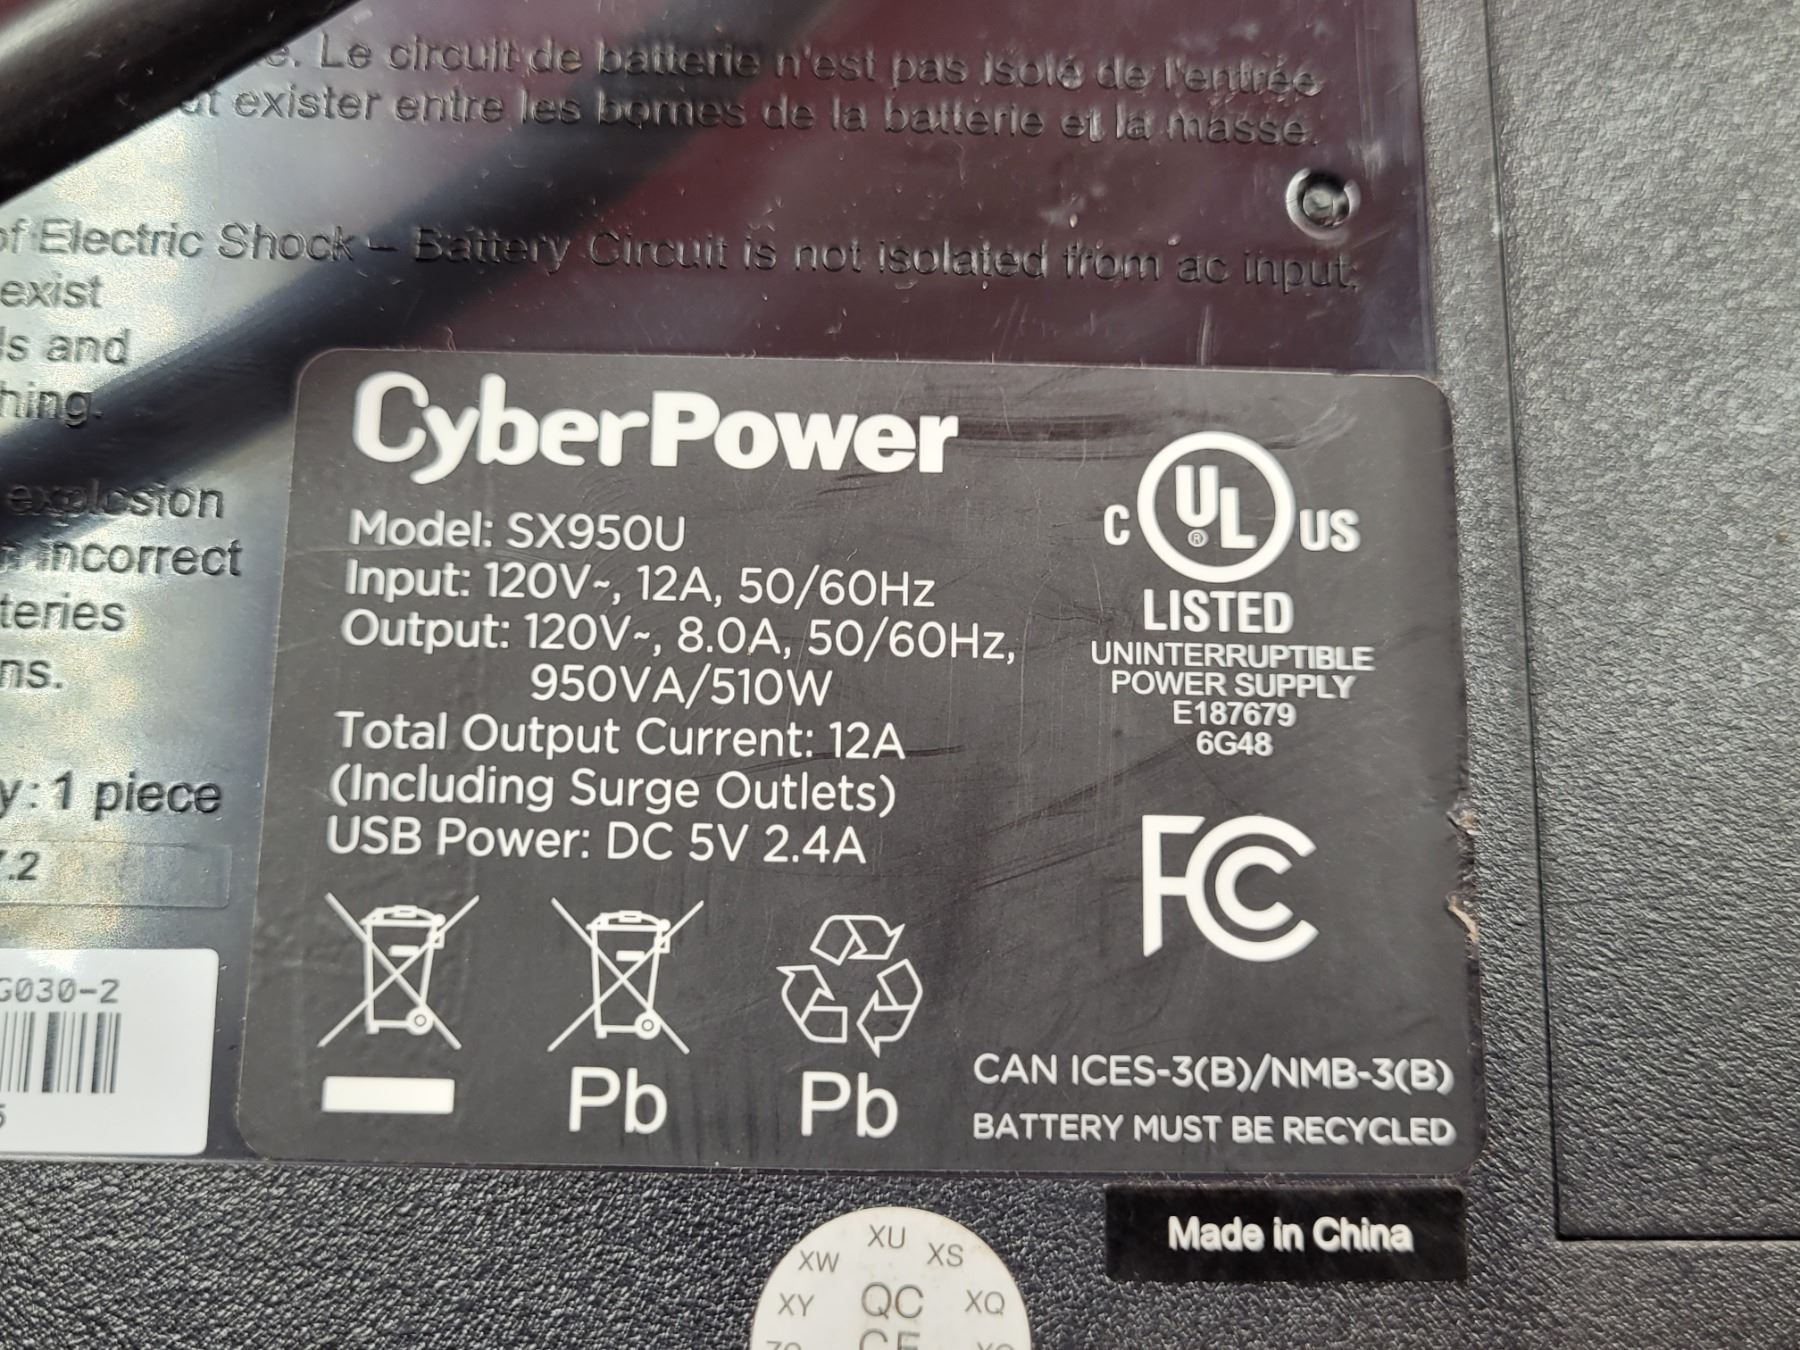 e. Le circuit de batterie n'est pas isolé de l'entrée
ut exister entre les bornes de la batterie et la masse.
of Electric Shock – Battery Circuit is not isolated from ac input;
exist
ls and
hing.
explosion
incorrect
teries
ns.
y: 1 piece
7.2
G030-2
5
CyberPower
Model: SX950U
Input: 120V~, 12A, 50/60Hz
Output: 120V~, 8.0A, 50/60Hz,
950VA/510W
Total Output Current: 12A
(Including Surge Outlets)
USB Power: DC 5V 2.4A
C UL ® US
LISTED
UNINTERRUPTIBLE
POWER SUPPLY
E187679
6G48
FC
Pb
Pb
CAN ICES-3(B)/NMB-3(B)
BATTERY MUST BE RECYCLED
Made in China
XW XU XS
XY QC XQ